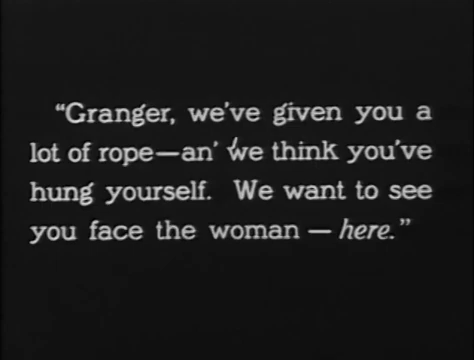 "Granger, we've given you a
lot of rope—an' we think you've
hung yourself. We want to see
you face the woman — here."